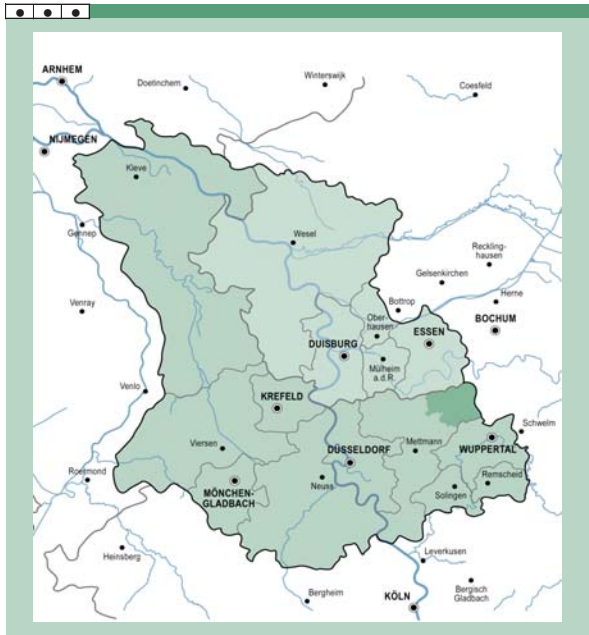 ARNHEM
Doetinchem
Winterswijk
Coesfeld
NIJMEGEN
Kleve
Gennep
Wesel
Reckling-
hausen
Gelsenkirchen
Venray
Bottrop
Herne
Ober-
hausen
BOCHUM
ESSEN
DUISBURG
Mülheim
a.d.R.
Venlo
KREFELD
Schwelm
Viersen
Mettmann
DÜSSELDORF
WUPPERTAL
Roermond
Remscheid
MÖNCHEN-
GLADBACH
Neuss
Solingen
Heinsberg
Leverkusen
Bergheim
KÖLN
Bergisch
Gladbach